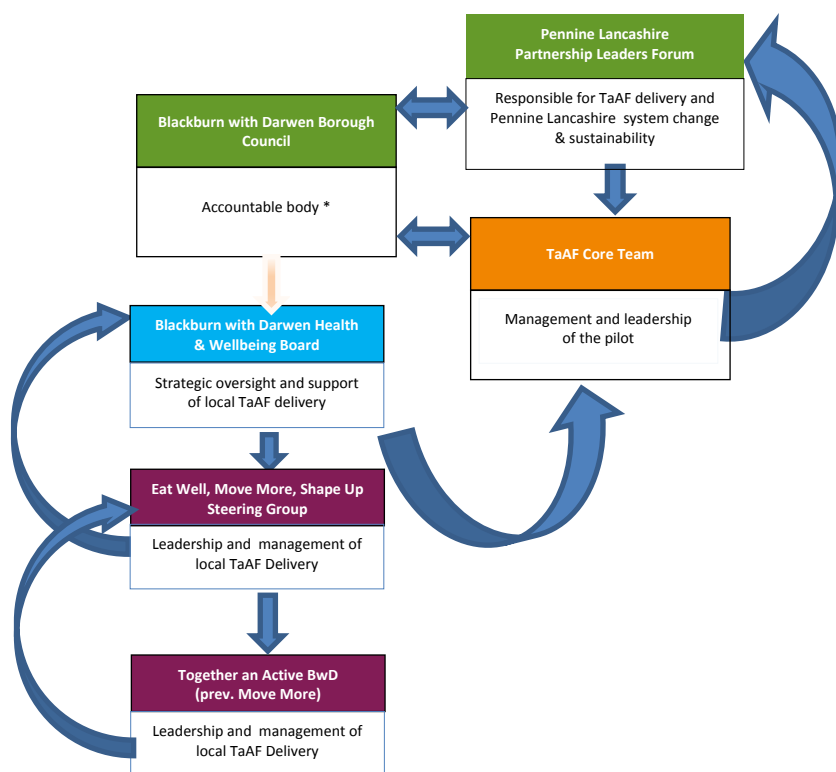 Pennine Lancashire
Partnership Leaders Forum
Responsible for TaAF delivery and
Pennine Lancashire system change
& sustainability
Blackburn with Darwen Borough
Council
Accountable body *
TaAF Core Team
Management and leadership
of the pilot
Blackburn with Darwen Health
& Wellbeing Board
Strategic oversight and support
of local TaAF delivery
Eat Well, Move More, Shape Up
Steering Group
Leadership and management of
local TaAF Delivery
Together an Active BwD
(prev. Move More)
Leadership and management of
local TaAF Delivery